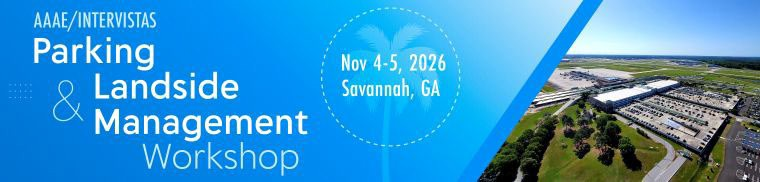 AAAE/INTERVISTAS
Parking
& Landside
Management
Workshop
Nov 4-5, 2026
Savannah, GA